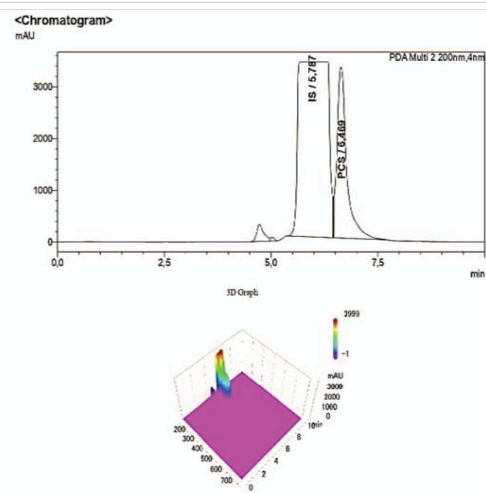 <Chromatogram>
mAU
PDA Multi 2 200nm,4nm
IS / 5,787
PCS / 6,469
3000
2000
1000
0
0,0 2,5 5,0 7,5
min
3D Graph
3999
-1
mAU
3000
2000
1000
0
200
300
400
500
600
700
0
2
4
6
8
10
min